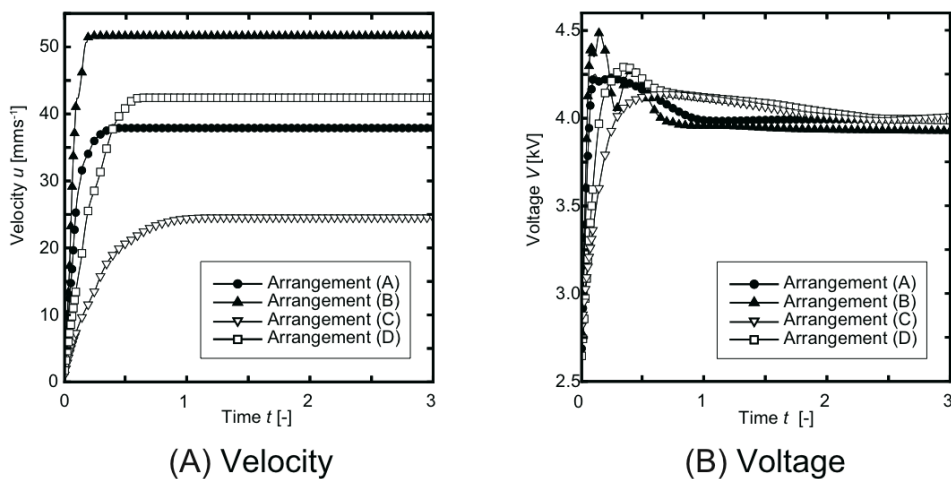 50
40
30
20
10
0
Velocity u [mms⁻¹]
Arrangement (A)
Arrangement (B)
Arrangement (C)
Arrangement (D)
0
1
2
3
Time t [-]
(A) Velocity
4.5
4.0
3.5
3.0
2.5
Voltage V [kV]
Arrangement (A)
Arrangement (B)
Arrangement (C)
Arrangement (D)
0
1
2
3
Time t [-]
(B) Voltage